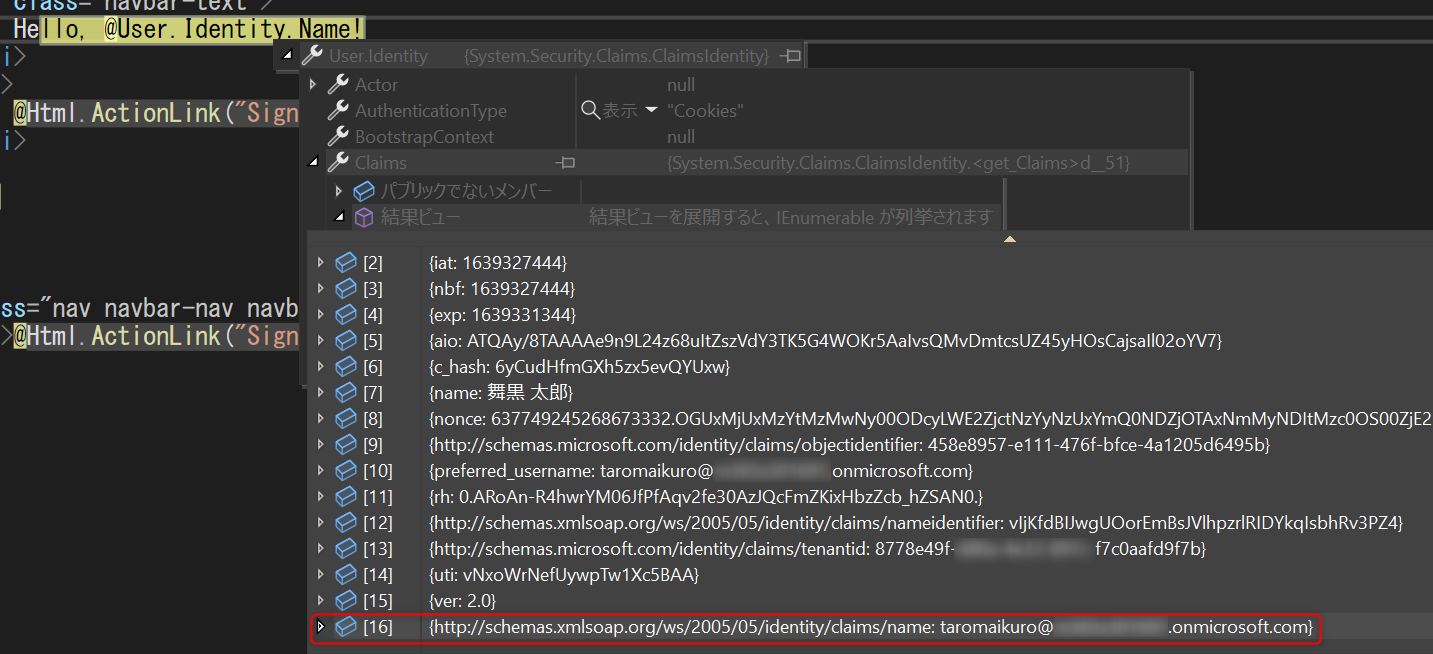 class="navbar-text">
Hello, @User.Identity.Name!
i>
User.Identity {System.Security.Claims.ClaimsIdentity}
>
Actor null
@Html.ActionLink("Sign
AuthenticationType 表示 "Cookies"
i>
BootstrapContext null
Claims {System.Security.Claims.ClaimsIdentity.<get_Claims>d__51}
パブリックでないメンバー
結果ビュー 結果ビューを展開すると、IEnumerable が列挙されます
[2] {iat: 1639327444}
[3] {nbf: 1639327444}
ss="nav navbar-nav navb
[4] {exp: 1639331344}
>@Html.ActionLink("Sign
[5] {aio: ATQAy/8TAAAAe9n9L24z68uItZszVdY3TK5G4WOKr5AaIvsQMvDmtcsUZ45yHOsCajsaIl02oYV7}
[6] {c_hash: 6yCudHfmGXh5zx5evQYUxw}
[7] {name: 舞黒 太郎}
[8] {nonce: 637749245268673332.OGUxMjUxMzYtMzMwNy00ODcyLWE2ZjctNzYyNzUxYmQ0NDZjOTAxNmMyNDItMzc0OS00ZjE2
[9] {http://schemas.microsoft.com/identity/claims/objectidentifier: 458e8957-e111-476f-bfce-4a1205d6495b}
[10] {preferred_username: taromaikuro@ .onmicrosoft.com}
[11] {rh: 0.ARoAn-R4hwrYM06JfPfAqv2fe30AzJQcFmZKixHbzZcb_hZSAN0.}
[12] {http://schemas.xmlsoap.org/ws/2005/05/identity/claims/nameidentifier: vIjKfdBIJwgUOorEmBsJVlhpzrlRIDYkqIsbhRv3PZ4}
[13] {http://schemas.microsoft.com/identity/claims/tenantid: 8778e49f- f7c0aafd9f7b}
[14] {uti: vNxoWrNefUywpTw1Xc5BAA}
[15] {ver: 2.0}
[16] {http://schemas.xmlsoap.org/ws/2005/05/identity/claims/name: taromaikuro@ .onmicrosoft.com}